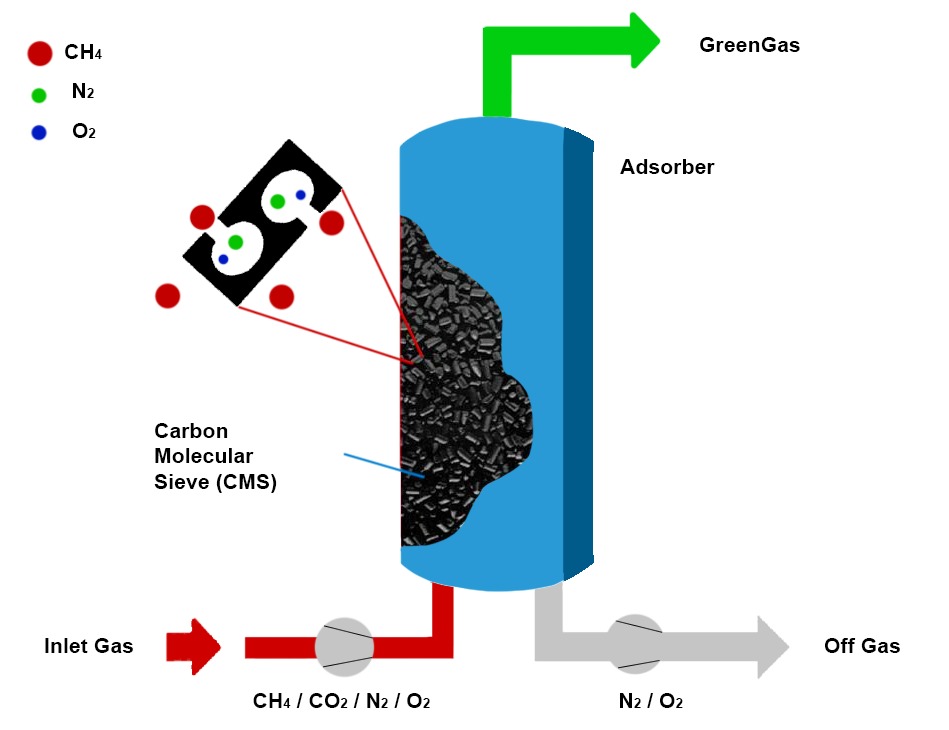 CH₄
N₂
O₂
GreenGas
Adsorber
Carbon
Molecular
Sieve (CMS)
Inlet Gas
Off Gas
CH₄ / CO₂ / N₂ / O₂
N₂ / O₂